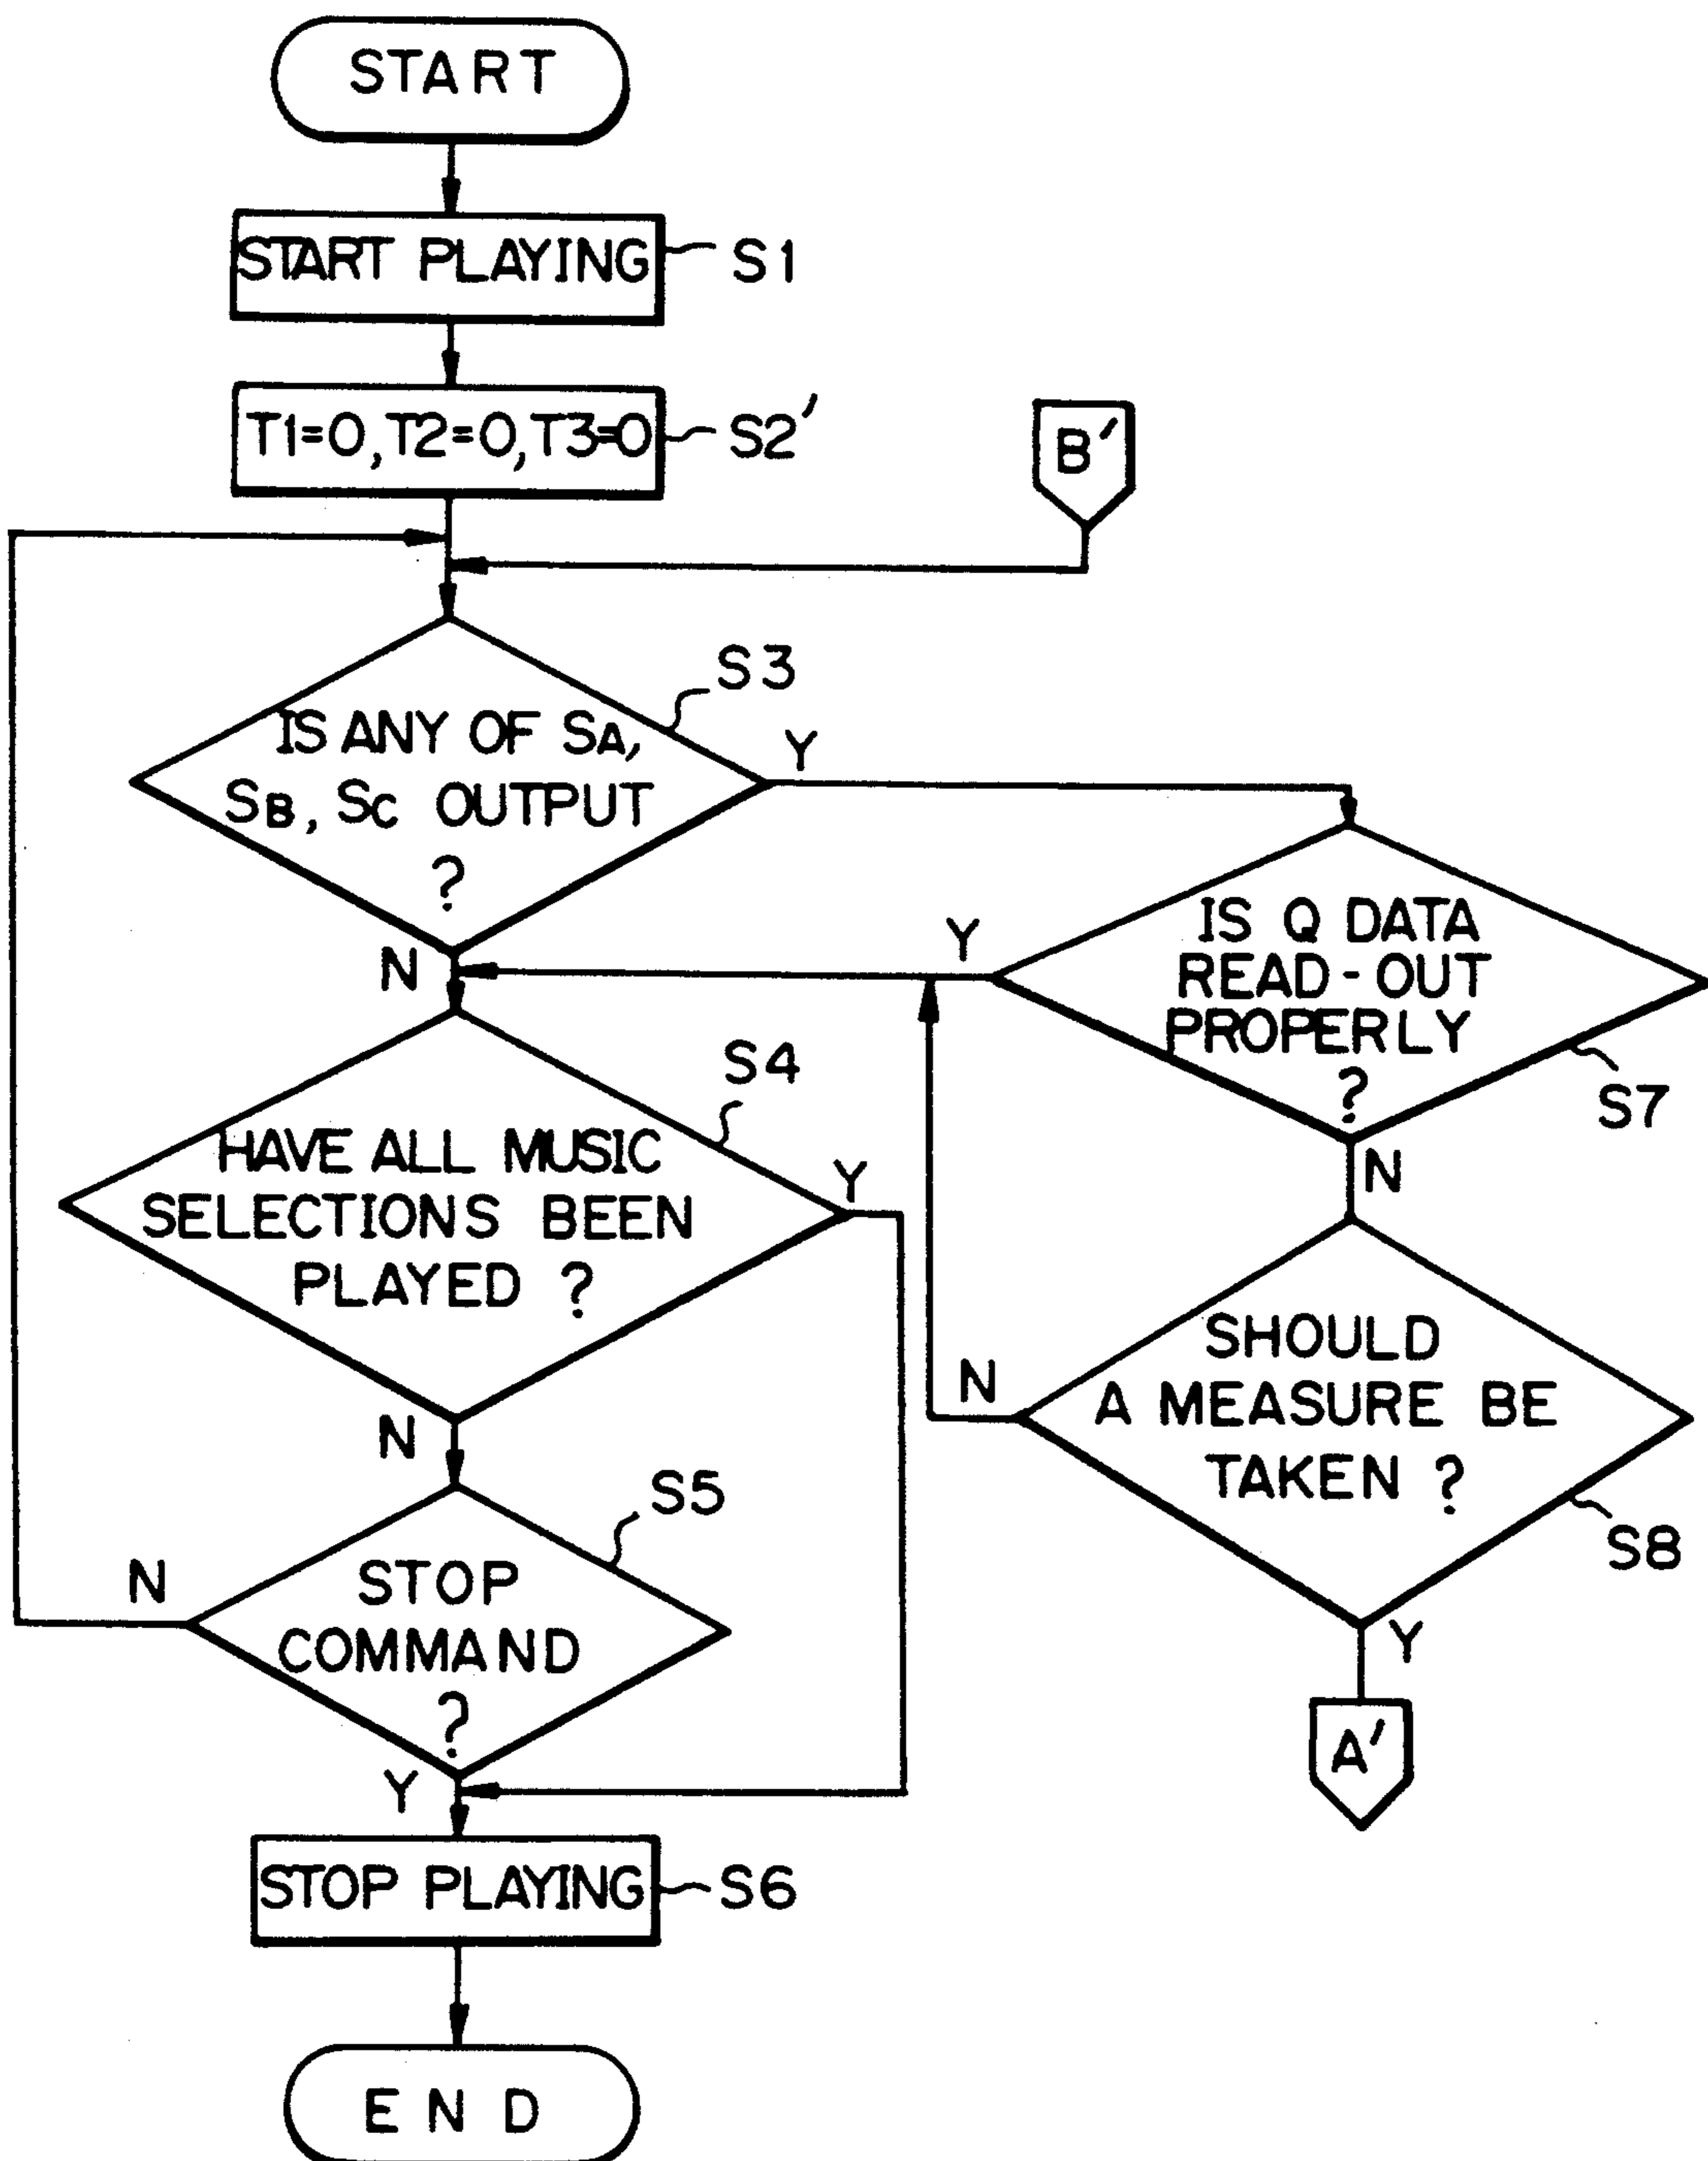 START
START PLAYING
S1
T1=0,T2=0,T3=0
S2'
B'
S3
IS ANY OF SA,
SB, SC OUTPUT
?
Y
N
IS Q DATA
READ-OUT
PROPERLY
?
Y
S7
N
S4
HAVE ALL MUSIC
SELECTIONS BEEN
PLAYED ?
Y
N
SHOULD
A MEASURE BE
TAKEN ?
N
S8
Y
A'
S5
STOP
COMMAND
?
N
Y
STOP PLAYING
S6
END